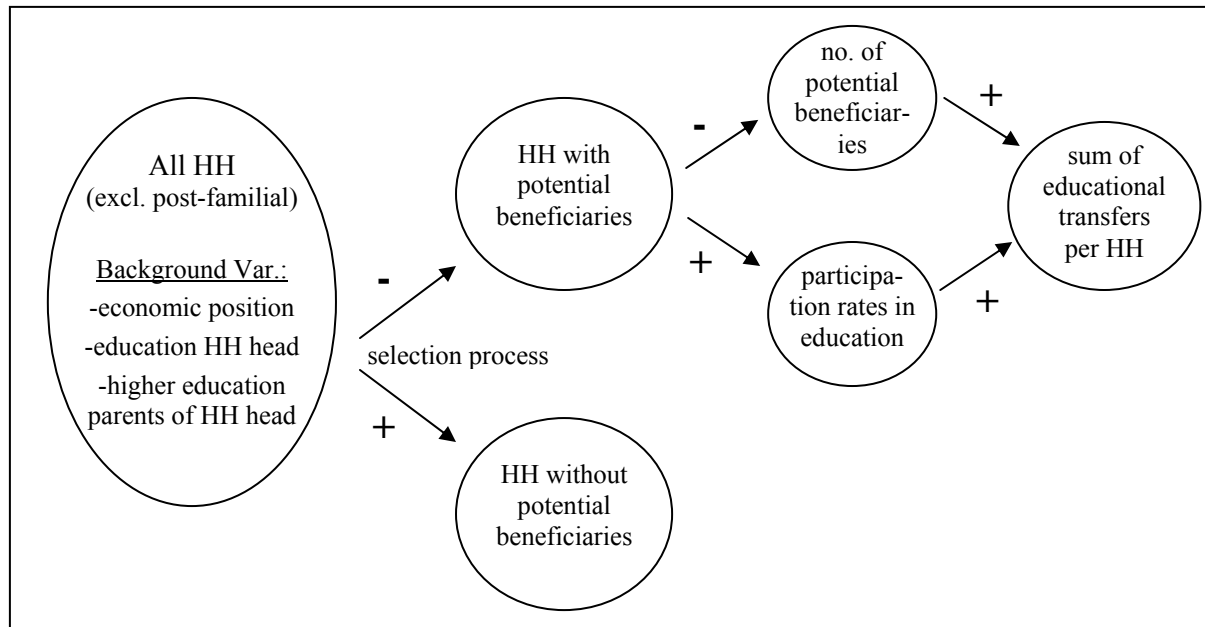 All HH
(excl. post-familial)
Background Var.:
-economic position
-education HH head
-higher education
parents of HH head
-
selection process
+
HH with
potential
beneficiaries
HH without
potential
beneficiaries
-
+
no. of
potential
beneficiar-
ies
participa-
tion rates in
education
+
+
sum of
educational
transfers
per HH